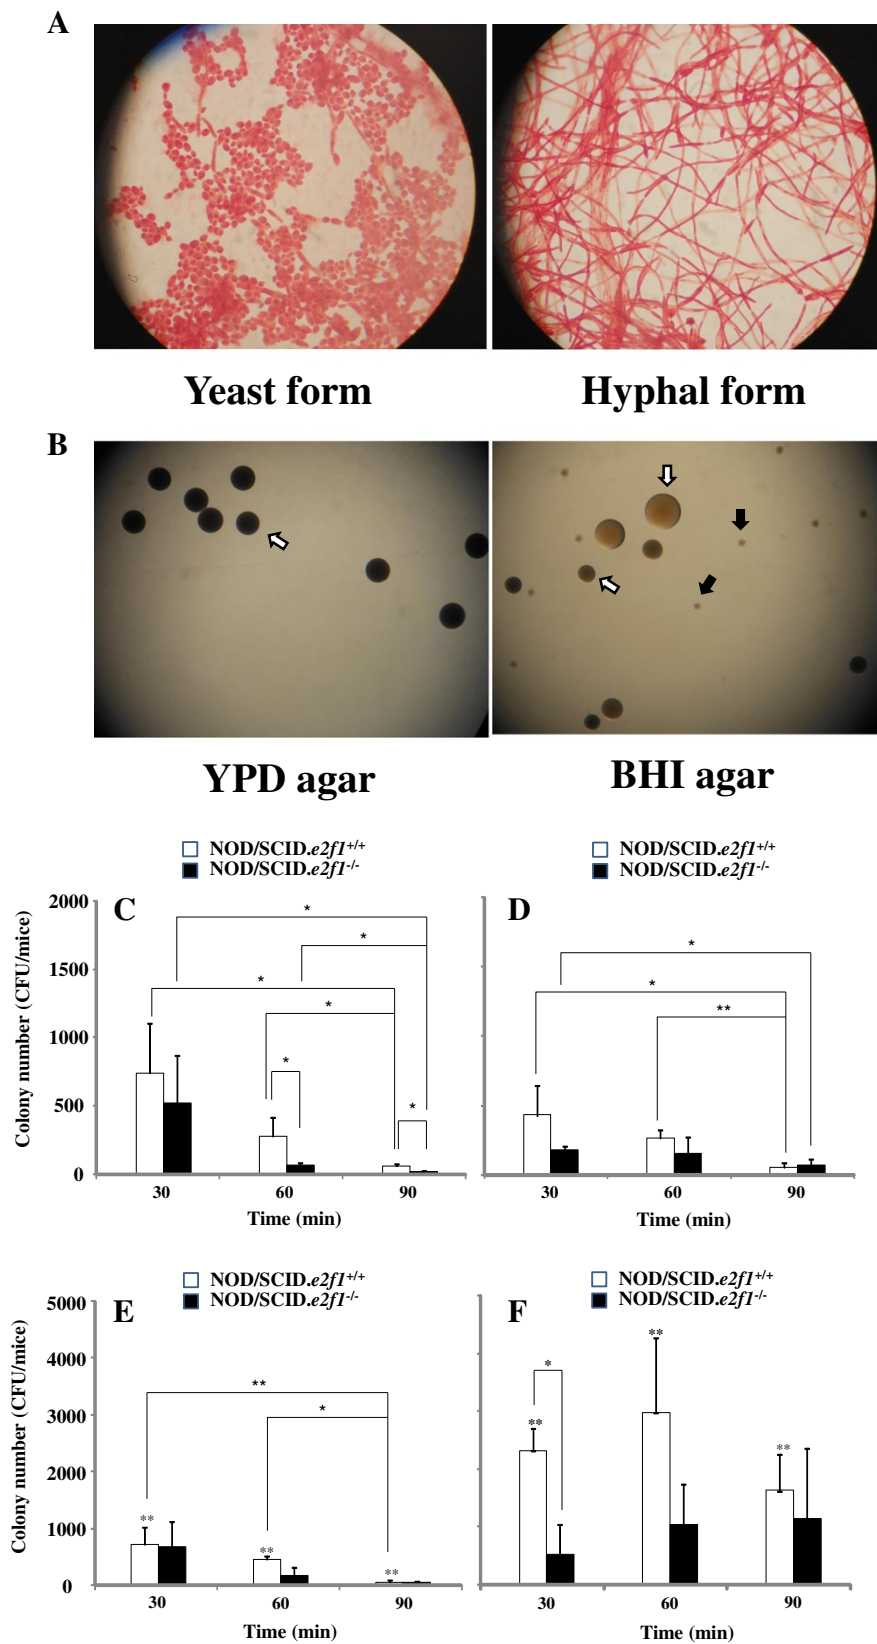 A
Yeast form
Hyphal form
B
YPD agar
BHI agar
NOD/SCID.e2f1+/+
NOD/SCID.e2f1-/-
NOD/SCID.e2f1+/+
NOD/SCID.e2f1-/-
C
Colony number (CFU/mice)
2000
1500
1000
500
0
*
*
*
*
*
*
30
60
90
Time (min)
D
*
*
**
30
60
90
Time (min)
NOD/SCID.e2f1+/+
NOD/SCID.e2f1-/-
NOD/SCID.e2f1+/+
NOD/SCID.e2f1-/-
E
Colony number (CFU/mice)
5000
4000
3000
2000
1000
0
**
*
**
**
**
30
60
90
Time (min)
F
**
*
**
**
30
60
90
Time (min)